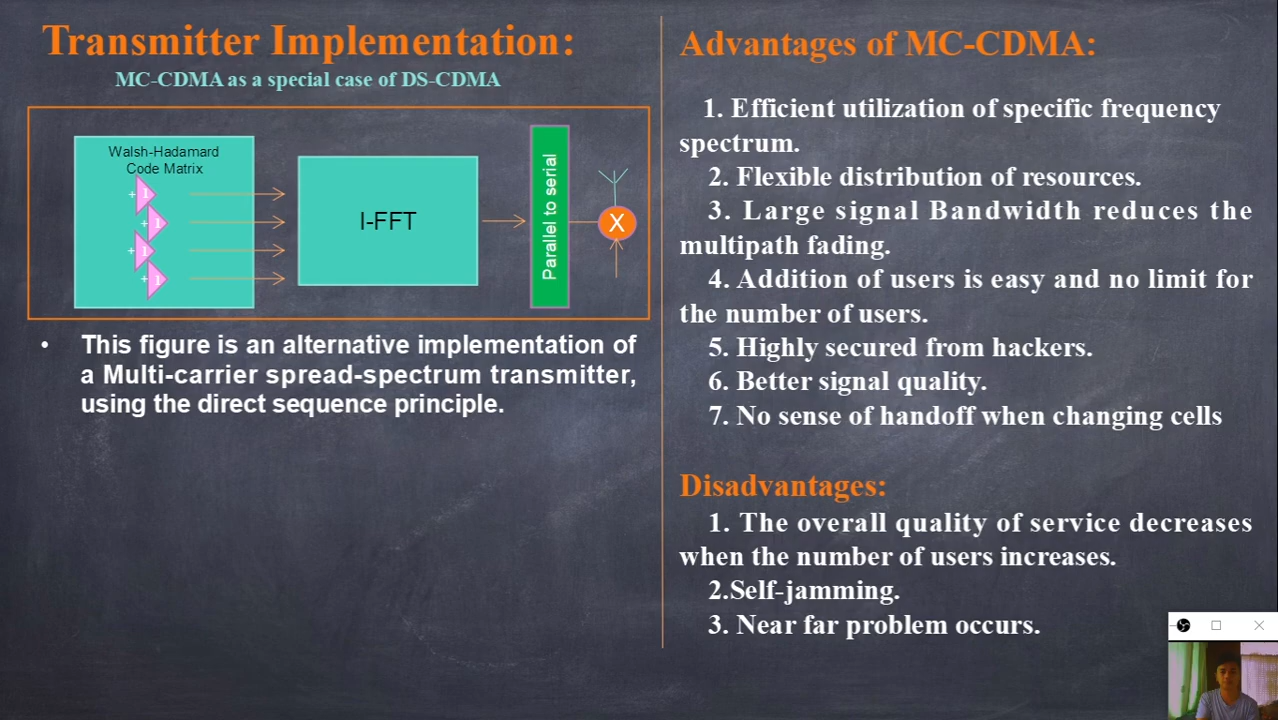 Transmitter Implementation:
MC-CDMA as a special case of DS-CDMA
Walsh-Hadamard
Code Matrix
+ 1
+ 1
+ 1
+ 1
I-FFT
Parallel to serial
X
• This figure is an alternative implementation of
a Multi-carrier spread-spectrum transmitter,
using the direct sequence principle.
Advantages of MC-CDMA:
1. Efficient utilization of specific frequency
spectrum.
2. Flexible distribution of resources.
3. Large signal Bandwidth reduces the
multipath fading.
4. Addition of users is easy and no limit for
the number of users.
5. Highly secured from hackers.
6. Better signal quality.
7. No sense of handoff when changing cells
Disadvantages:
1. The overall quality of service decreases
when the number of users increases.
2.Self-jamming.
3. Near far problem occurs.